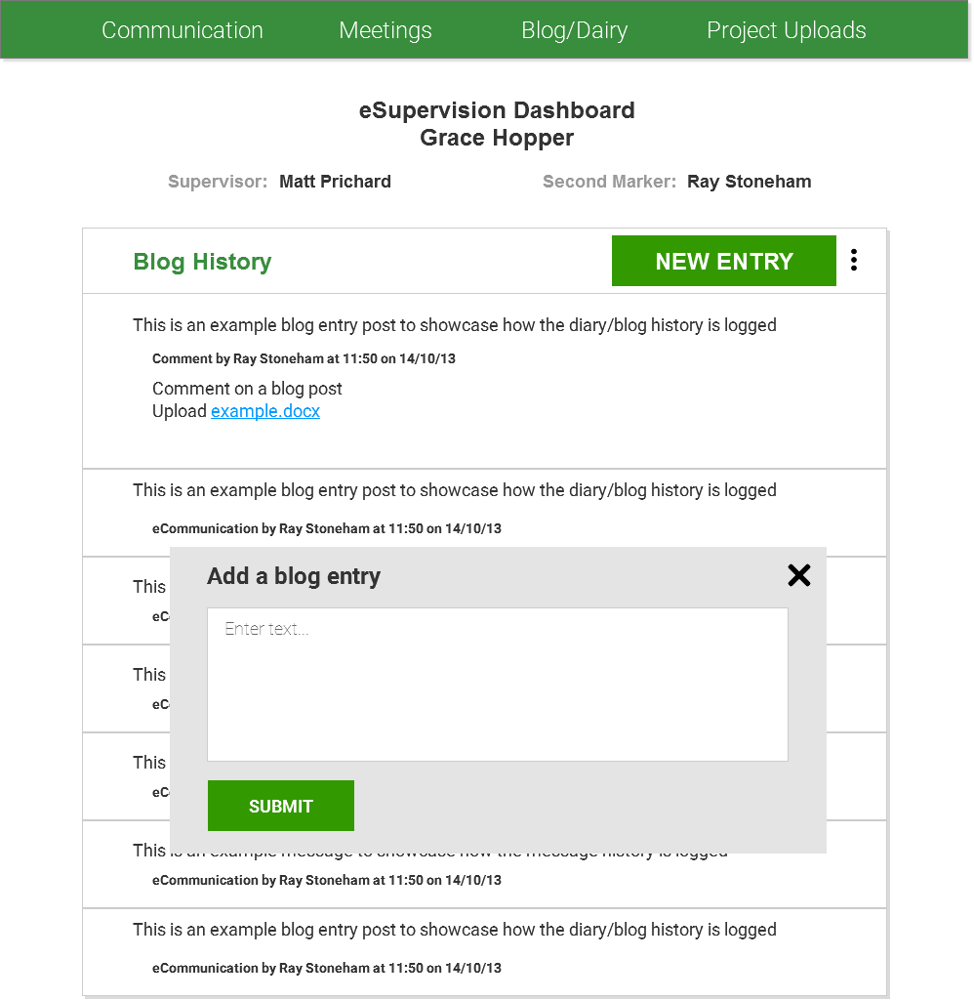 Communication Meetings Blog/Dairy Project Uploads
eSupervision Dashboard
Grace Hopper
Supervisor: Matt Prichard Second Marker: Ray Stoneham
Blog History NEW ENTRY
This is an example blog entry post to showcase how the diary/blog history is logged
Comment by Ray Stoneham at 11:50 on 14/10/13
Comment on a blog post
Upload example.docx
This is an example blog entry post to showcase how the diary/blog history is logged
eCommunication by Ray Stoneham at 11:50 on 14/10/13
Add a blog entry
This
Enter text...
eC
This
eC
This
eC
SUBMIT
This is an example message to showcase how the message history is logged
eCommunication by Ray Stoneham at 11:50 on 14/10/13
This is an example blog entry post to showcase how the diary/blog history is logged
eCommunication by Ray Stoneham at 11:50 on 14/10/13